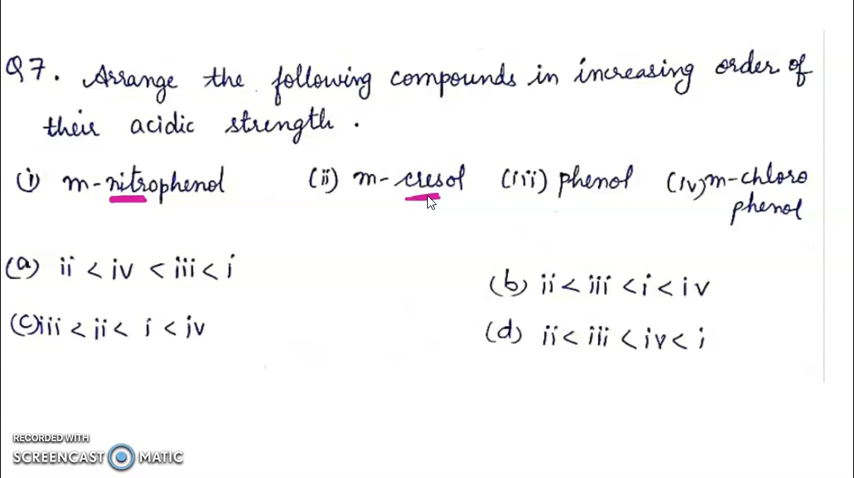 Q7. Arrange the following compounds in increasing order of
their acidic strength.
(i) m-nitrophenol (ii) m-cresol (iii) phenol (iv) m-chloro
phenol
(a) ii < iv < iii < i
(b) ii < iii < i < iv
(c) iii < ii < i < iv
(d) ii < iii < iv < i
RECORDED WITH
SCREENCAST MATIC